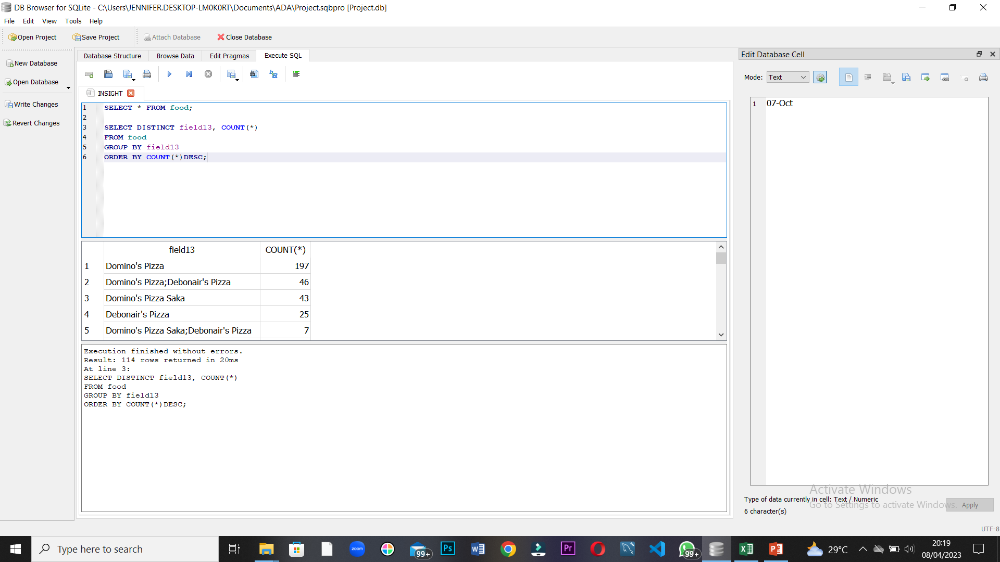 DB Browser for SQLite - C:\Users\JENNIFER.DESKTOP-LM0K0RT\Documents\ADA\Project.sqbpro [Project.db]
File Edit View Tools Help
Open Project Save Project Attach Database Close Database
New Database
Open Database
Write Changes
Revert Changes
Database Structure Browse Data Edit Pragmas Execute SQL
INSIGHT
1 SELECT * FROM food;
2
3 SELECT DISTINCT field13, COUNT(*)
4 FROM food
5 GROUP BY field13
6 ORDER BY COUNT(*)DESC;
field13 COUNT(*)
1 Domino's Pizza 197
2 Domino's Pizza;Debonair's Pizza 46
3 Domino's Pizza Saka 43
4 Debonair's Pizza 25
5 Domino's Pizza Saka;Debonair's Pizza 7
Execution finished without errors.
Result: 114 rows returned in 20ms
At line 3:
SELECT DISTINCT field13, COUNT(*)
FROM food
GROUP BY field13
ORDER BY COUNT(*)DESC;
Edit Database Cell
Mode: Text
1 07-Oct
Activate Windows
Go to Settings to activate Windows.
Type of data currently in cell: Text / Numeric
6 character(s)
Apply
UTF-8
Type here to search
zoom
99+
Ps
Pr
99+
29°C
20:19
08/04/2023